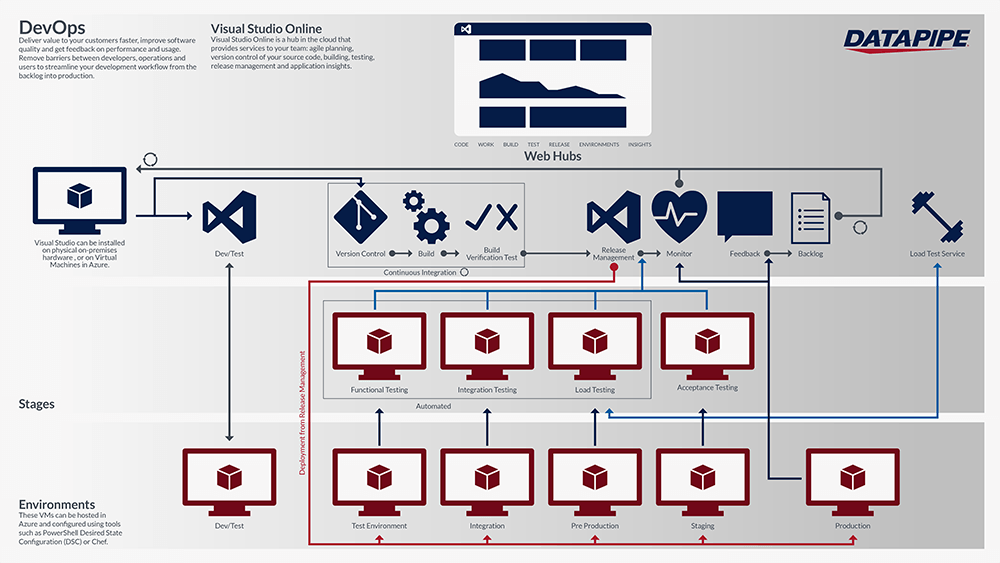 DevOps
Deliver value to your customers faster, improve software
quality and get feedback on performance and usage.
Remove barriers between developers, operations and
users to streamline your development workflow from the
backlog into production.
Visual Studio Online
Visual Studio Online is a hub in the cloud that
provides services to your team: agile planning,
version control of your source code, building, testing,
release management and application insights.
DATAPIPE
CODE WORK BUILD TEST RELEASE ENVIRONMENTS INSIGHTS
Web Hubs
Visual Studio can be installed
on physical on-premises
hardware , or on Virtual
Machines in Azure.
Dev/Test
Version Control
Build
Build
Verification Test
Continuous Integration
Release
Management
Monitor
Feedback
Backlog
Load Test Service
Stages
Functional Testing
Integration Testing
Load Testing
Acceptance Testing
Automated
Deployment from Release Management
Environments
These VMs can be hosted in
Azure and configured using tools
such as PowerShell Desired State
Configuration (DSC) or Chef.
Dev/Test
Test Environment
Integration
Pre Production
Staging
Production